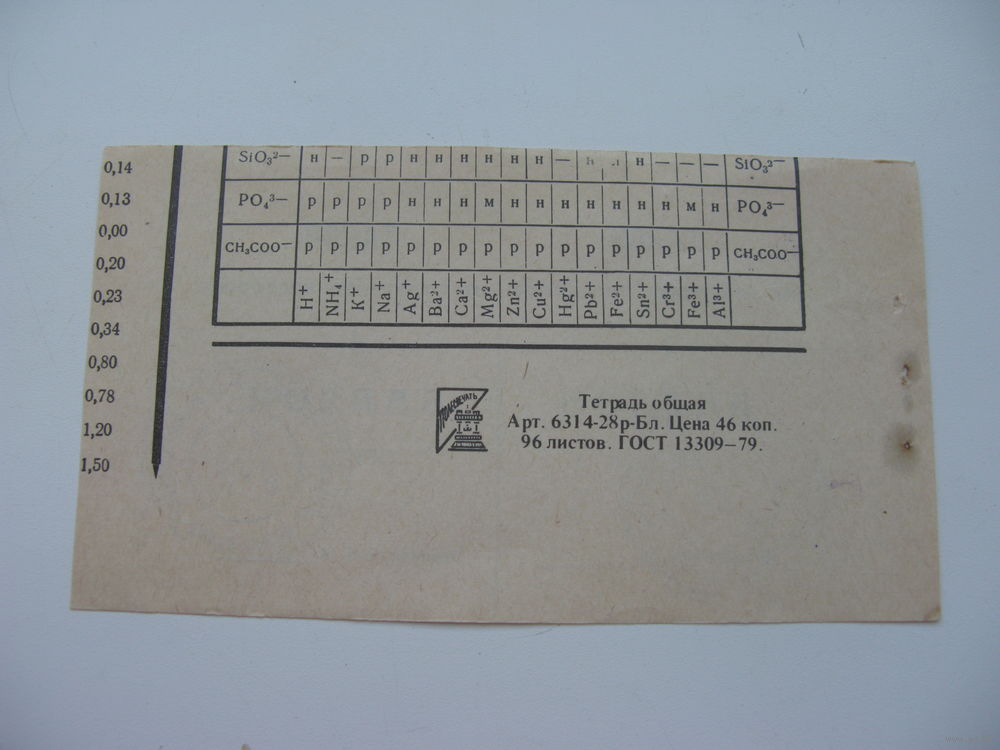 0,14
0,13
0,00
0,20
0,23
0,34
0,80
0,78
1,20
1,50
SiO₃²⁻ н — р р н н н н н н — н н — — — SiO₃²⁻
PO₄³⁻ р р р р н н н м н н н н н н н м н PO₄³⁻
CH₃COO⁻ р р р р р р р р р р р р р р р р р CH₃COO⁻
H⁺ NH₄⁺ K⁺ Na⁺ Ag⁺ Ba²⁺ Ca²⁺ Mg²⁺ Zn²⁺ Cu²⁺ Hg²⁺ Pb²⁺ Fe²⁺ Sn²⁺ Cr³⁺ Fe³⁺ Al³⁺
Тетрадь общая
Арт. 6314-28р-Бл. Цена 46 коп.
96 листов. ГОСТ 13309—79.